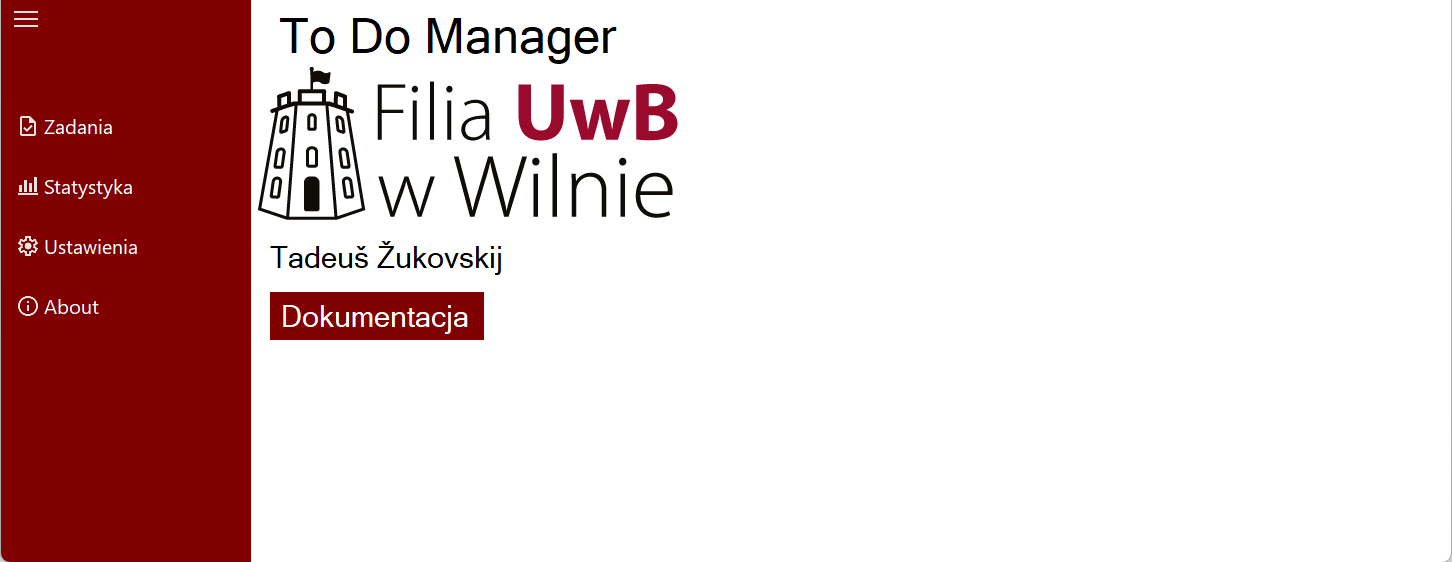 Zadania
Statystyka
Ustawienia
About
To Do Manager
Filia UwB
w Wilnie
Tadeuš Žukovskij
Dokumentacja